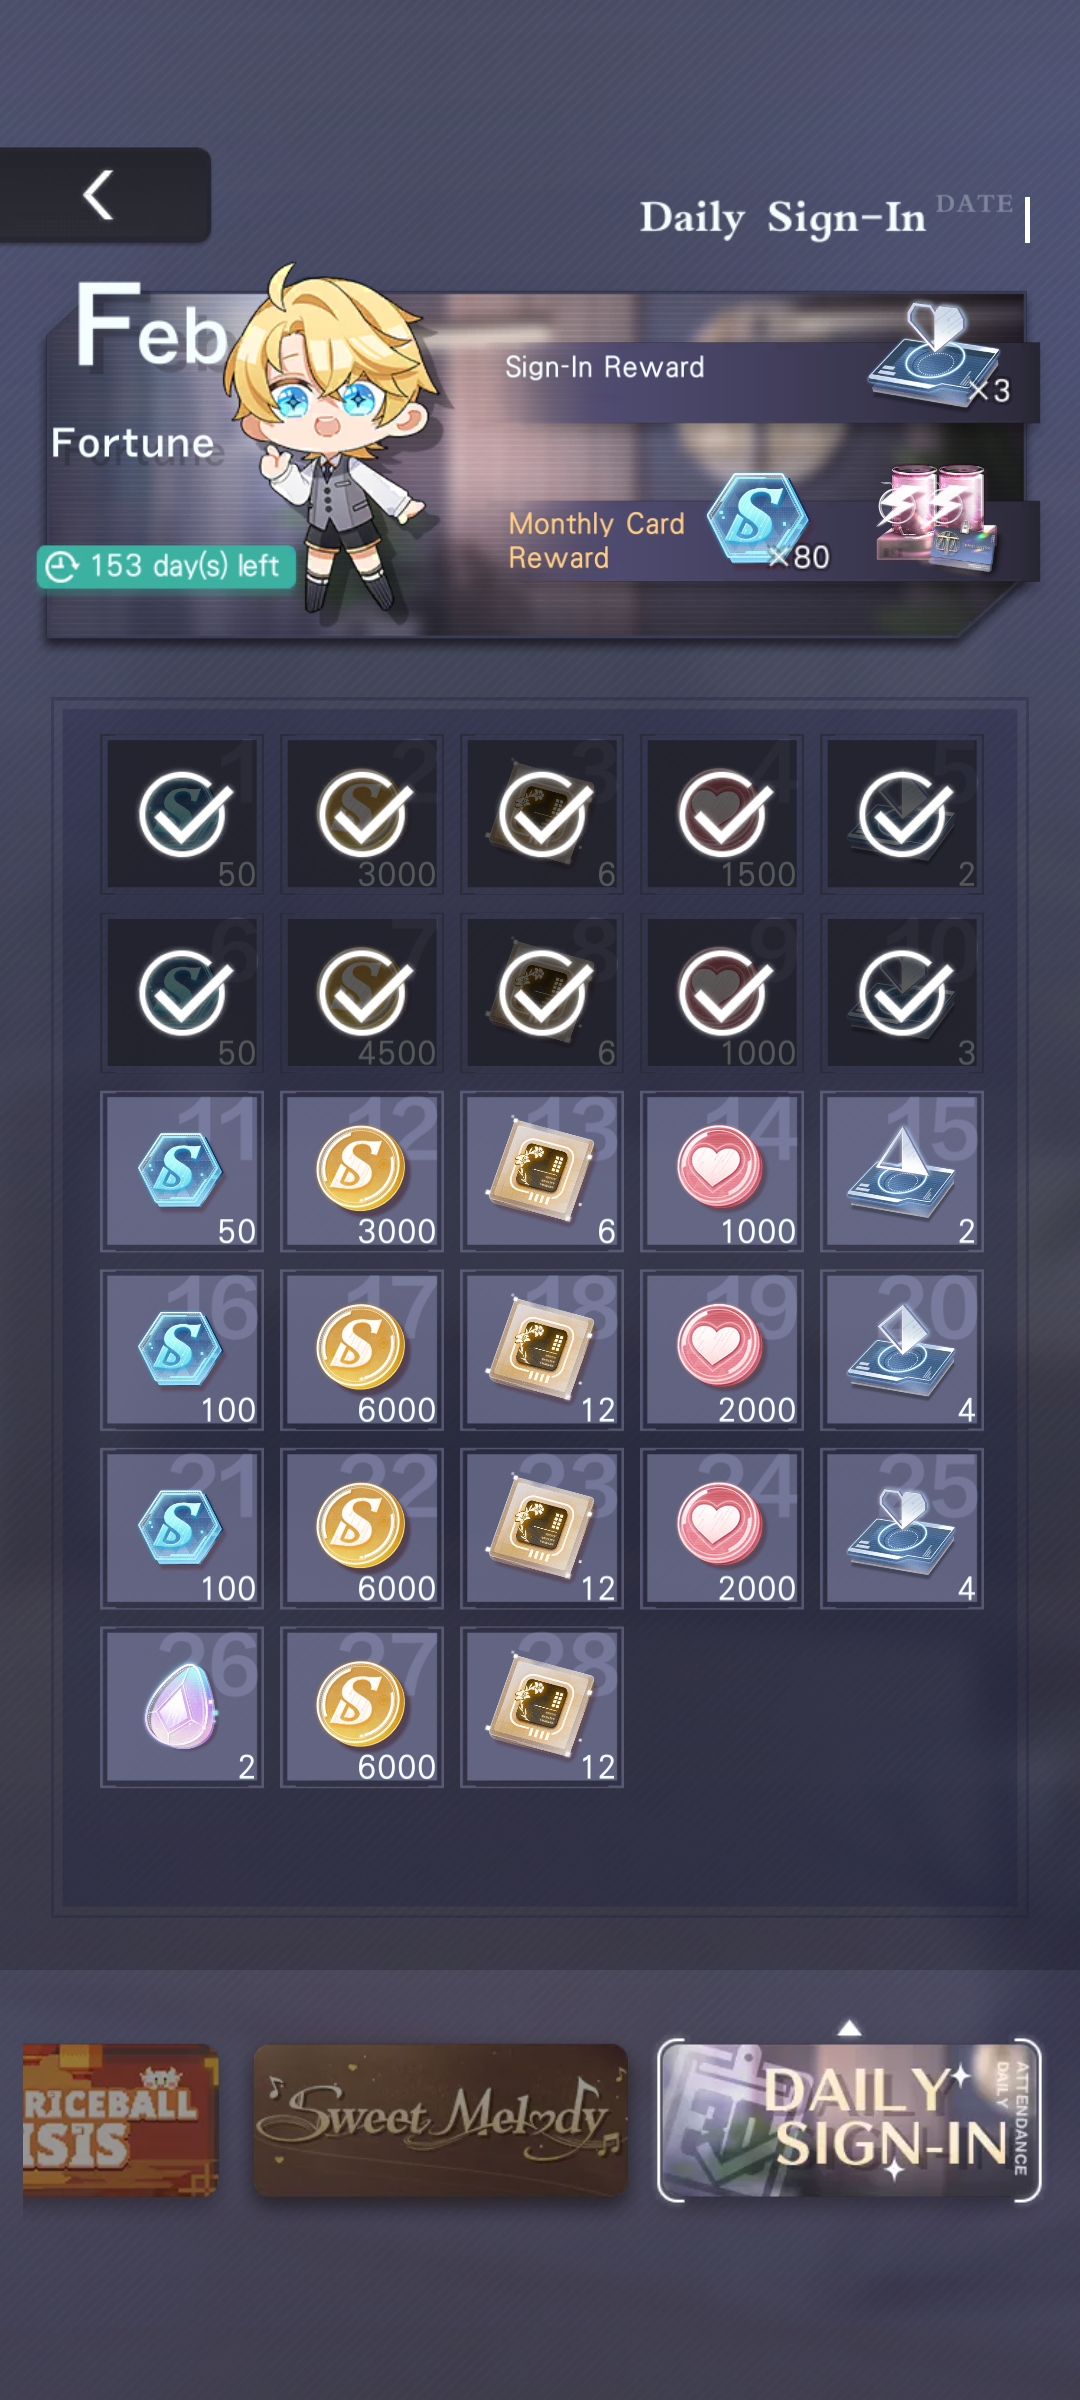 Daily Sign-In DATE
Feb
Sign-In Reward
×3
Fortune
Monthly Card
Reward
×80
153 day(s) left
1 2 3 4 5
50 3000 6 1500 2
6 7 8 9 10
50 4500 6 1000 3
11 12 13 14 15
50 3000 6 1000 2
16 17 18 19 20
100 6000 12 2000 4
21 22 23 24 25
100 6000 12 2000 4
26 27 28
2 6000 12
RICEBALL
ISIS
Sweet Melody
DAILY
SIGN-IN
ATTENDANCE
DAILY